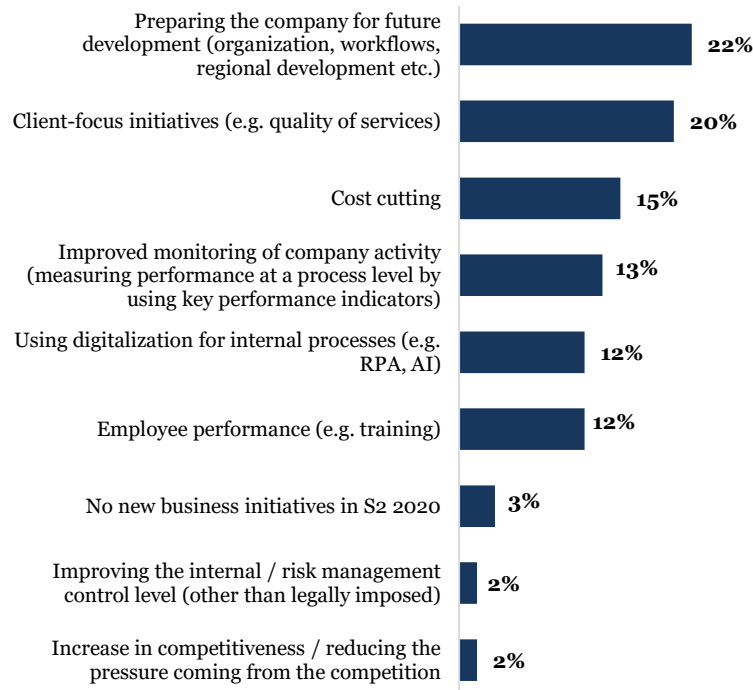 Preparing the company for future
development (organization, workflows,
regional development etc.)
22%
Client-focus initiatives (e.g. quality of services)
20%
Cost cutting
15%
Improved monitoring of company activity
(measuring performance at a process level by
using key performance indicators)
13%
Using digitalization for internal processes (e.g.
RPA, AI)
12%
Employee performance (e.g. training)
12%
No new business initiatives in S2 2020
3%
Improving the internal / risk management
control level (other than legally imposed)
2%
Increase in competitiveness / reducing the
pressure coming from the competition
2%